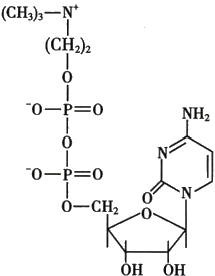 (CH₃)₃—N⁺
(CH₂)₂
O
⁻O—P=O
NH₂
O
N
⁻O—P=O
O
N
O—CH₂
O
OH OH